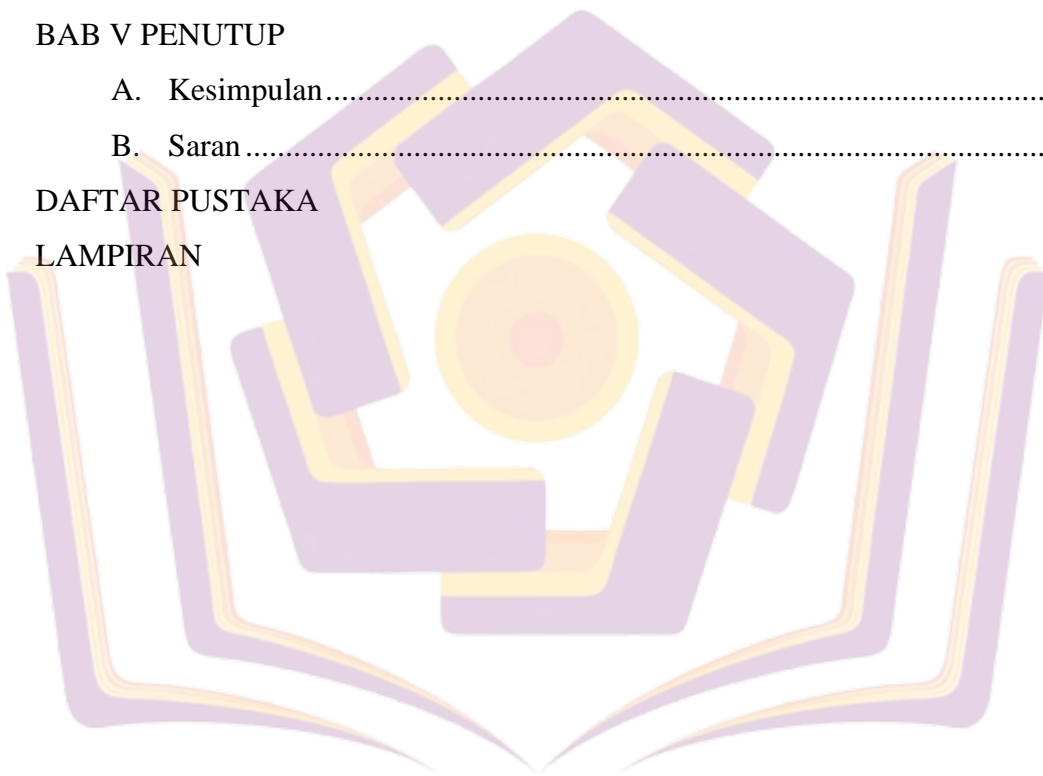 BAB V PENUTUP
A. Kesimpulan..........................................................................................
B. Saran ....................................................................................................
DAFTAR PUSTAKA
LAMPIRAN